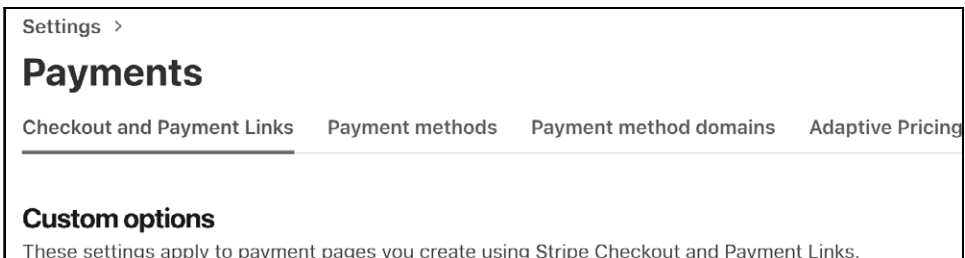 Settings >
Payments
Checkout and Payment Links Payment methods Payment method domains Adaptive Pricing
Custom options
These settings apply to payment pages you create using Stripe Checkout and Payment Links.